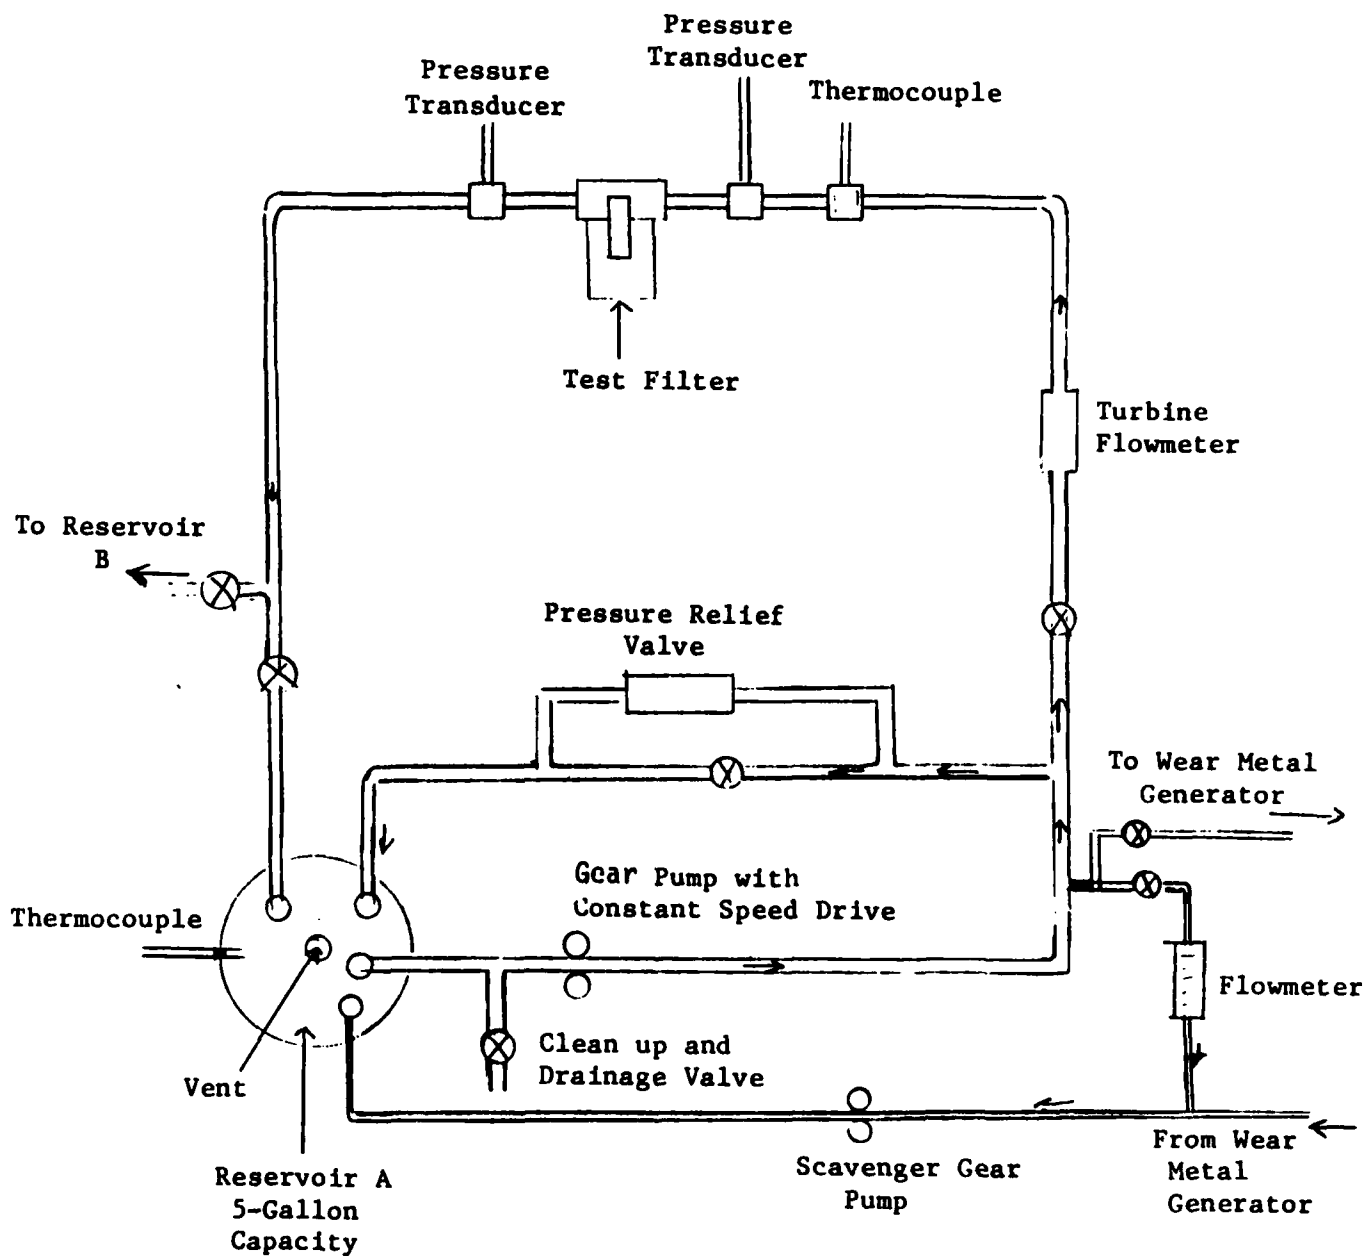 Pressure
Transducer
Pressure
Transducer
Thermocouple
Test Filter
Turbine
Flowmeter
To Reservoir
B
Pressure Relief
Valve
To Wear Metal
Generator
Gear Pump with
Constant Speed Drive
Thermocouple
Flowmeter
Clean up and
Drainage Valve
Vent
From Wear
Metal
Generator
Scavenger Gear
Pump
Reservoir A
5-Gallon
Capacity